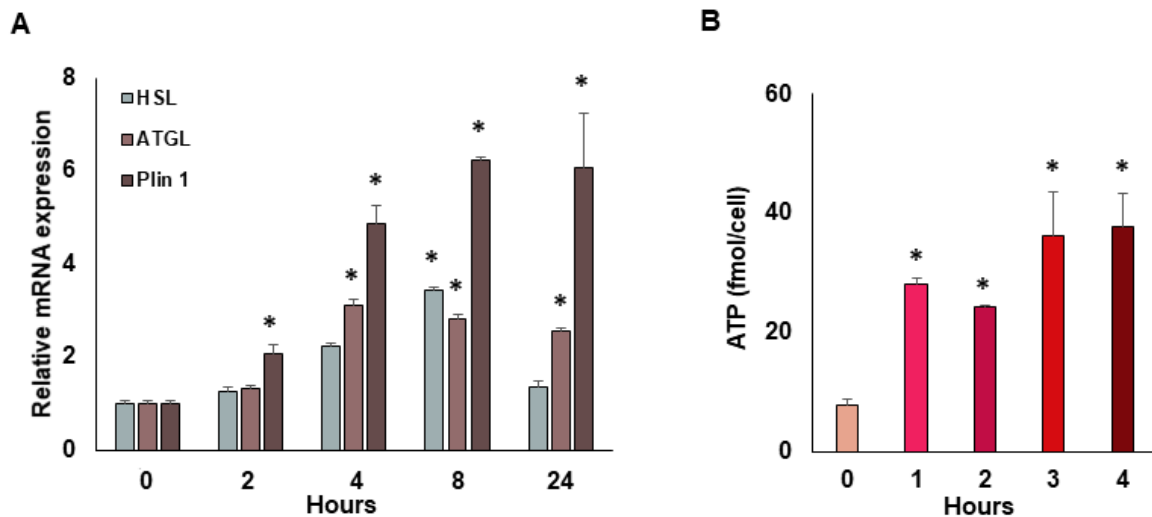 A
Relative mRNA expression
8
6
4
2
0
HSL
ATGL
Plin 1
*
*
*
*
*
*
*
*
0 2 4 8 24
Hours
B
ATP (fmol/cell)
60
40
20
0
*
*
*
*
0 1 2 3 4
Hours